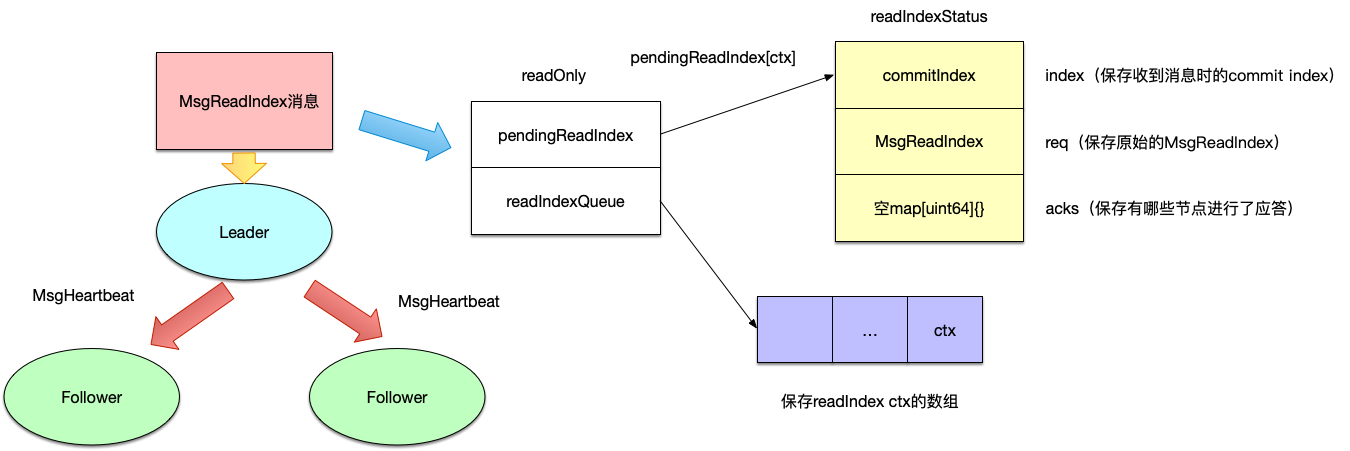 readIndexStatus
MsgReadIndex消息
readOnly
pendingReadIndex[ctx]
commitIndex
index（保存收到消息时的commit index）
pendingReadIndex
MsgReadIndex
req（保存原始的MsgReadIndex）
readIndexQueue
空map[uint64]{}
acks（保存有哪些节点进行了应答）
Leader
MsgHeartbeat
MsgHeartbeat
...
ctx
Follower
Follower
保存readIndex ctx的数组